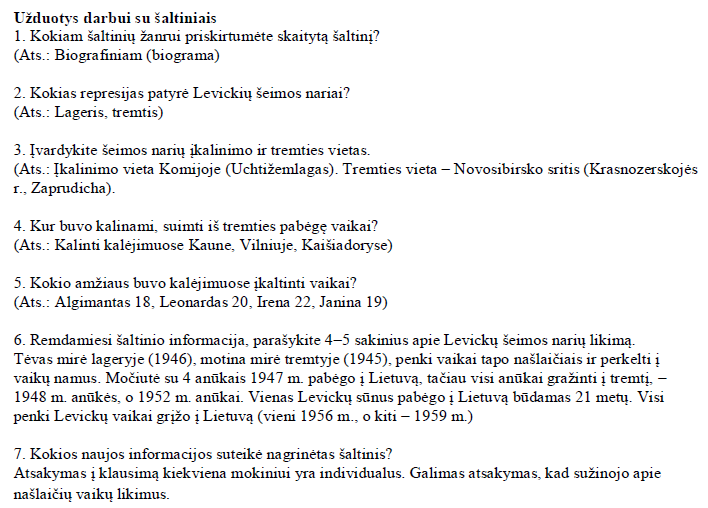 Užduotys darbui su šaltiniais
1. Kokiam šaltinių žanrui priskirtumėte skaitytą šaltinį?
(Ats.: Biografiniam (biograma)
2. Kokias represijas patyrė Levickių šeimos nariai?
(Ats.: Lageris, tremtis)
3. Įvardykite šeimos narių įkalinimo ir tremties vietas.
(Ats.: Įkalinimo vieta Komijoje (Uchtižemlagas). Tremties vieta – Novosibirsko sritis (Krasnozerskojės
r., Zaprudicha).
4. Kur buvo kalinami, suimti iš tremties pabėgę vaikai?
(Ats.: Kalinti kalėjimuose Kaune, Vilniuje, Kaišiadoryse)
5. Kokio amžiaus buvo kalėjimuose įkaltinti vaikai?
(Ats.: Algimantas 18, Leonardas 20, Irena 22, Janina 19)
6. Remdamiesi šaltinio informacija, parašykite 4–5 sakinius apie Levickų šeimos narių likimą.
Tėvas mirė lageryje (1946), motina mirė tremtyje (1945), penki vaikai tapo našlaičiais ir perkelti į
vaikų namus. Močiutė su 4 anūkais 1947 m. pabėgo į Lietuvą, tačiau visi anūkai gražinti į tremtį, –
1948 m. anūkės, o 1952 m. anūkai. Vienas Levickų sūnus pabėgo į Lietuvą būdamas 21 metų. Visi
penki Levickų vaikai grįžo į Lietuvą (vieni 1956 m., o kiti – 1959 m.)
7. Kokios naujos informacijos suteikė nagrinėtas šaltinis?
Atsakymas į klausimą kiekviena mokiniui yra individualus. Galimas atsakymas, kad sužinojo apie
našlaičių vaikų likimus.